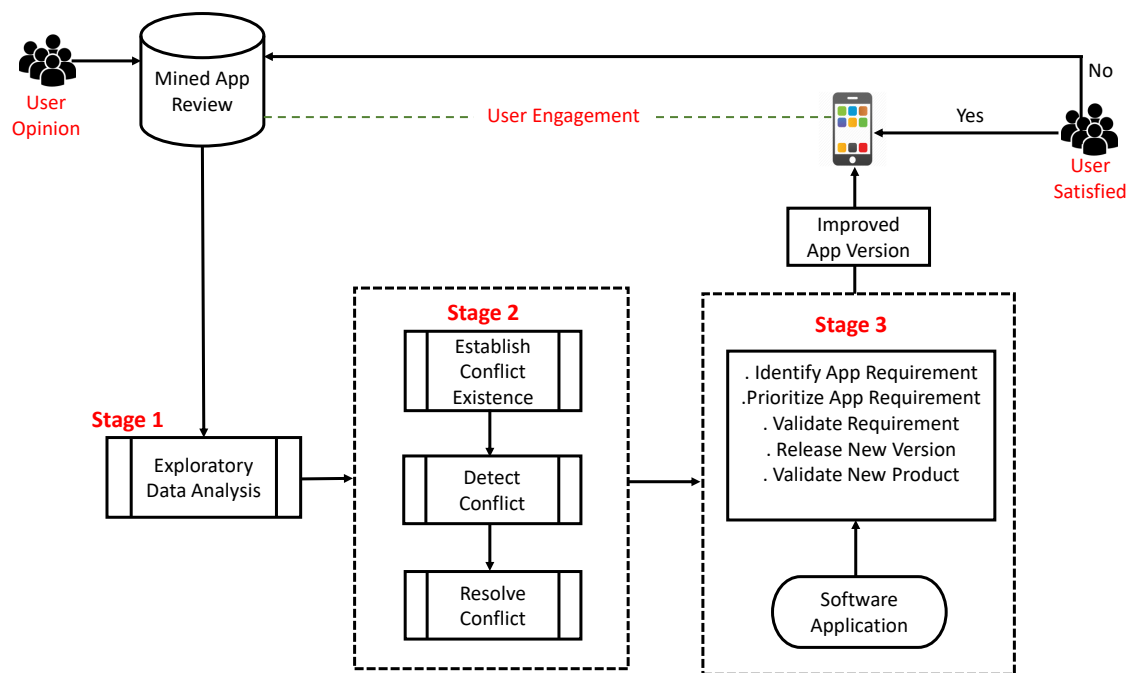 User
Opinion
Mined App
Review
User Engagement
No
Yes
User
Satisfied
Improved
App Version
Stage 1
Exploratory
Data Analysis
Stage 2
Establish
Conflict
Existence
Detect
Conflict
Resolve
Conflict
Stage 3
. Identify App Requirement
.Prioritize App Requirement
. Validate Requirement
. Release New Version
. Validate New Product
Software
Application